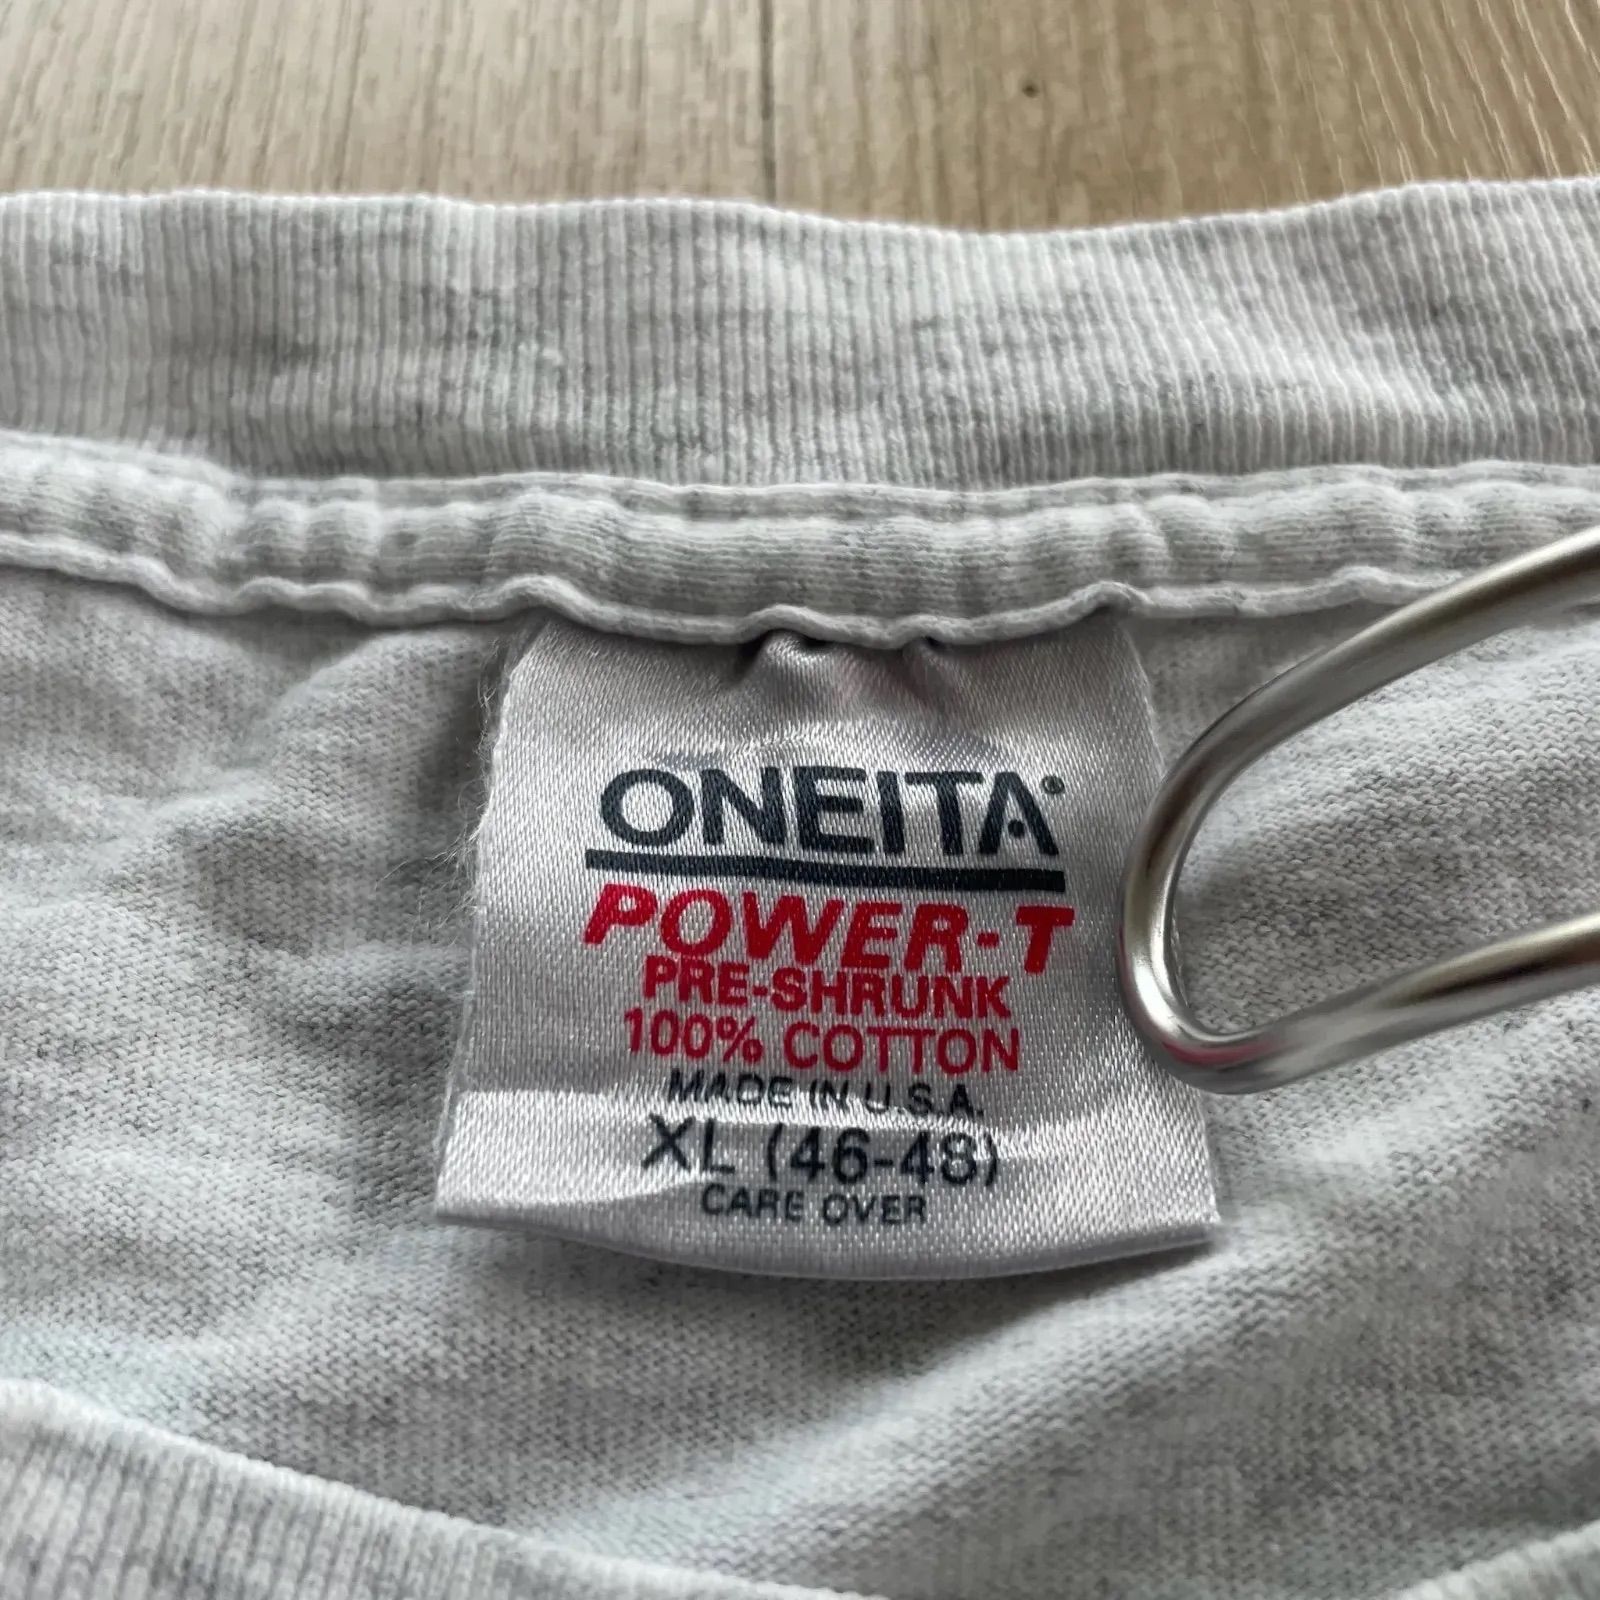 ONEITA®
POWER-T
PRE-SHRUNK
100% COTTON
MADE IN U.S.A.
XL (46-48)
CARE OVER